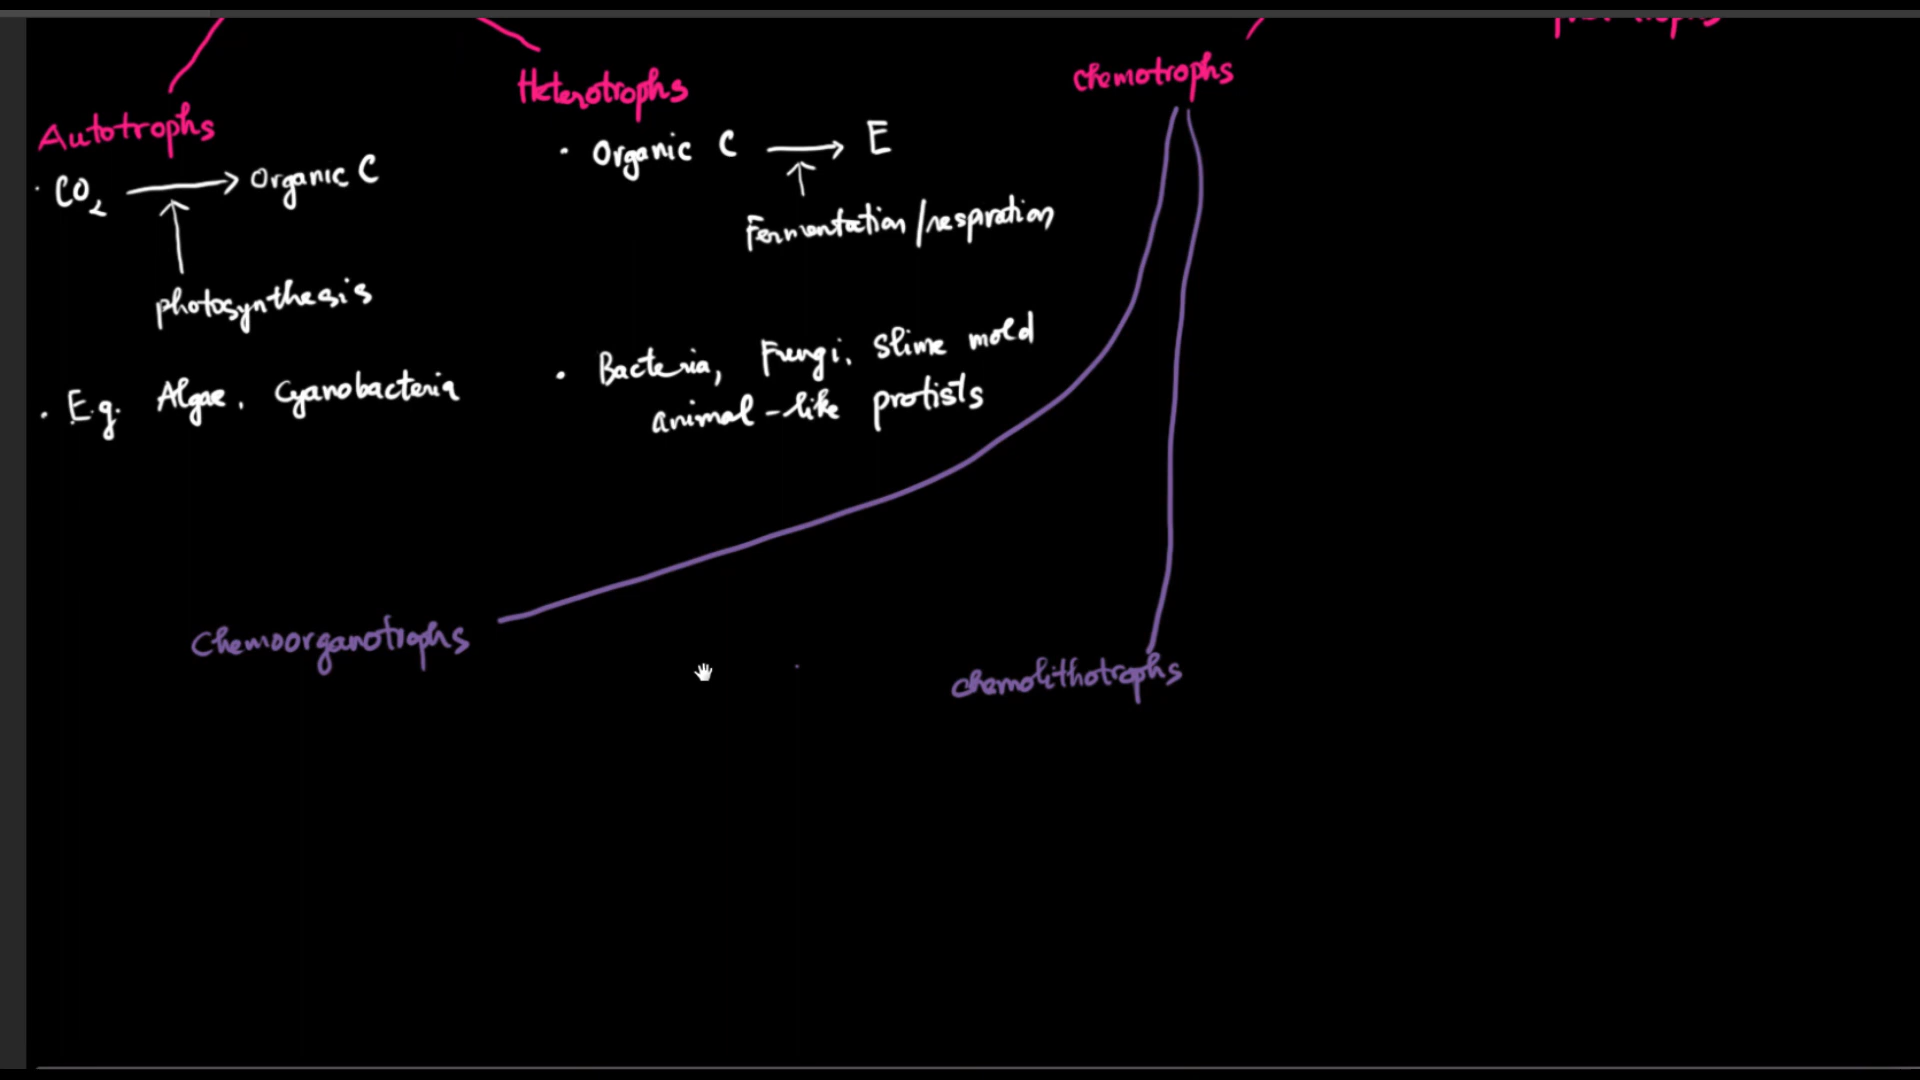 Autotrophs
• CO2 → Organic C
photosynthesis
• E.g. Algae, Cyanobacteria
Heterotrophs
• Organic C → E
Fermentation/respiration
• Bacteria, Fungi, Slime mold
animal-like protists
chemotrophs
Chemoorganotrophs
chemolithotrophs